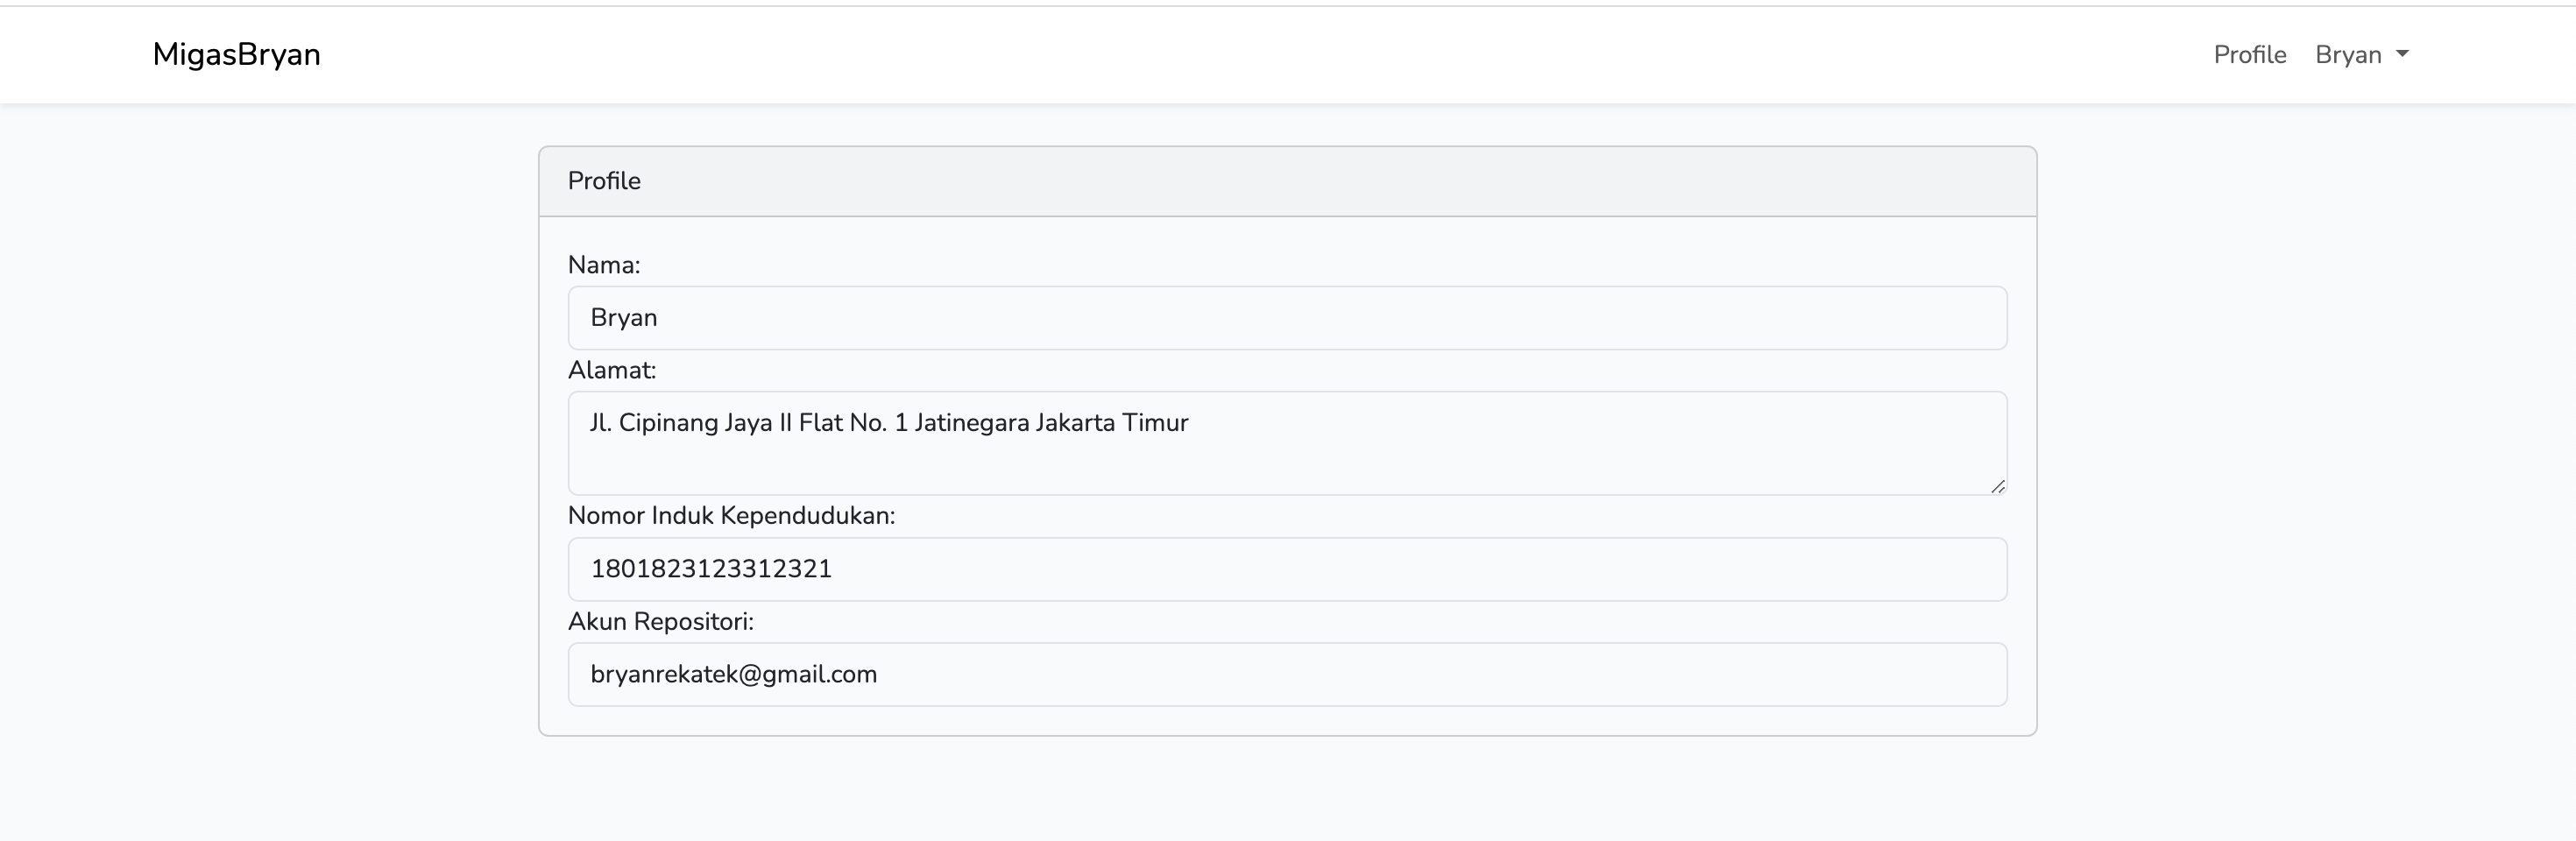 MigasBryan
Profile
Bryan
Profile
Nama:
Bryan
Alamat:
Jl. Cipinang Jaya II Flat No. 1 Jatinegara Jakarta Timur
Nomor Induk Kependudukan:
1801823123312321
Akun Repositori:
bryanrekatek@gmail.com